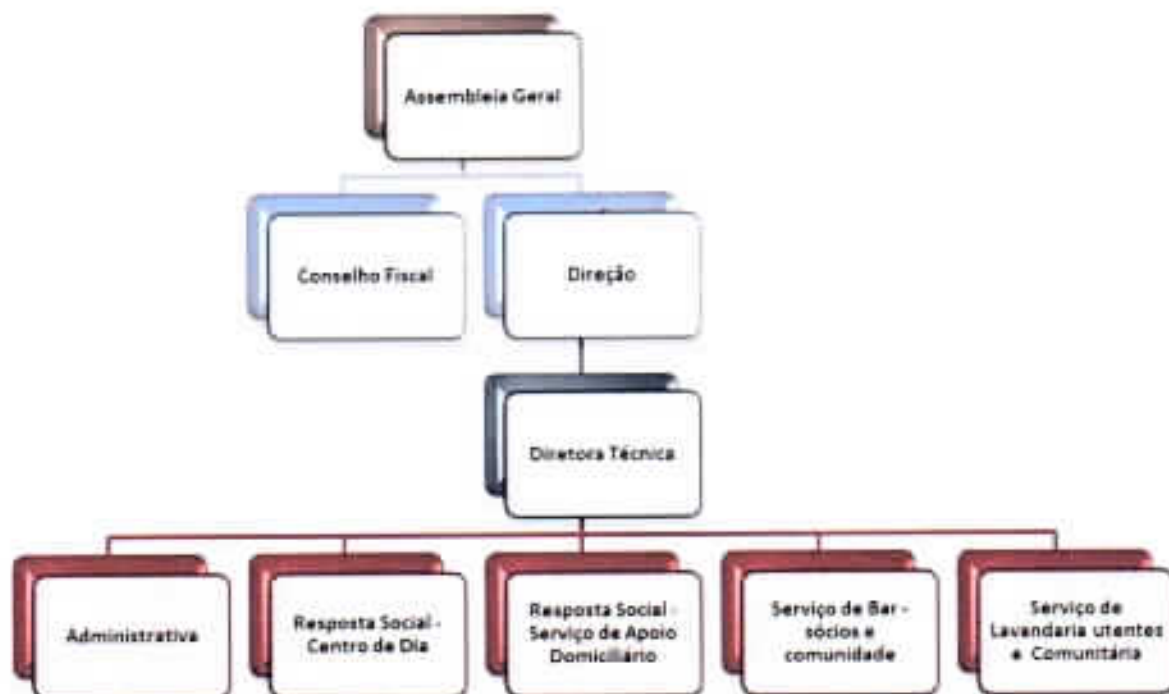 Assembleia Geral
Conselho Fiscal
Direção
Diretora Técnica
Administrativa
Resposta Social -
Centro de Dia
Resposta Social -
Serviço de Apoio
Domiciliário
Serviço de Bar -
sócios e
comunidade
Serviço de
Lavandaria utentes
e Comunitária